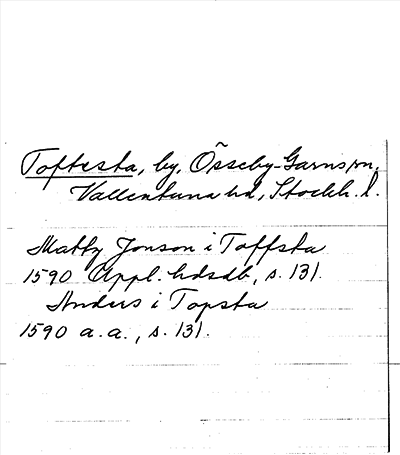 Toftesta, by, Össeby-Garns sn,
Vallentuna hd, Stockh. l.
Matts Jonson i Toffsta
1590 Uppl. hdsdb, s. 131.
Anders i Topsta
1590 a.a., s. 131.